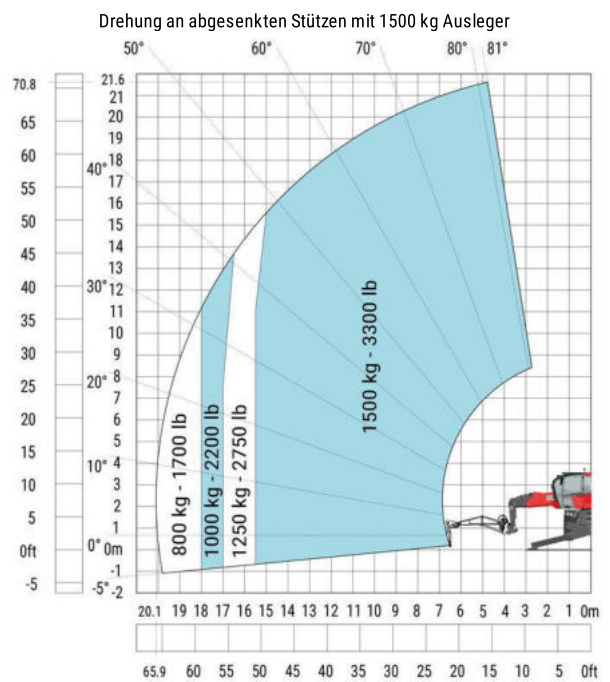 Drehung an abgesenkten Stützen mit 1500 kg Ausleger
50° 60° 70° 80° 81°
70.8 21.6
21
65 20
19
60 40° 18
17
55 16
50 15
14
45 13
40 30° 12
11
35 10
30 9
20° 8
25 7
6
20 5
15 10° 4
3
10 2
5 1
0ft 0° 0m
-1
-5 -5° -2
800 kg - 1700 lb
1000 kg - 2200 lb
1250 kg - 2750 lb
1500 kg - 3300 lb
20.1 19 18 17 16 15 14 13 12 11 10 9 8 7 6 5 4 3 2 1 0m
65.9 60 55 50 45 40 35 30 25 20 15 10 5 0ft